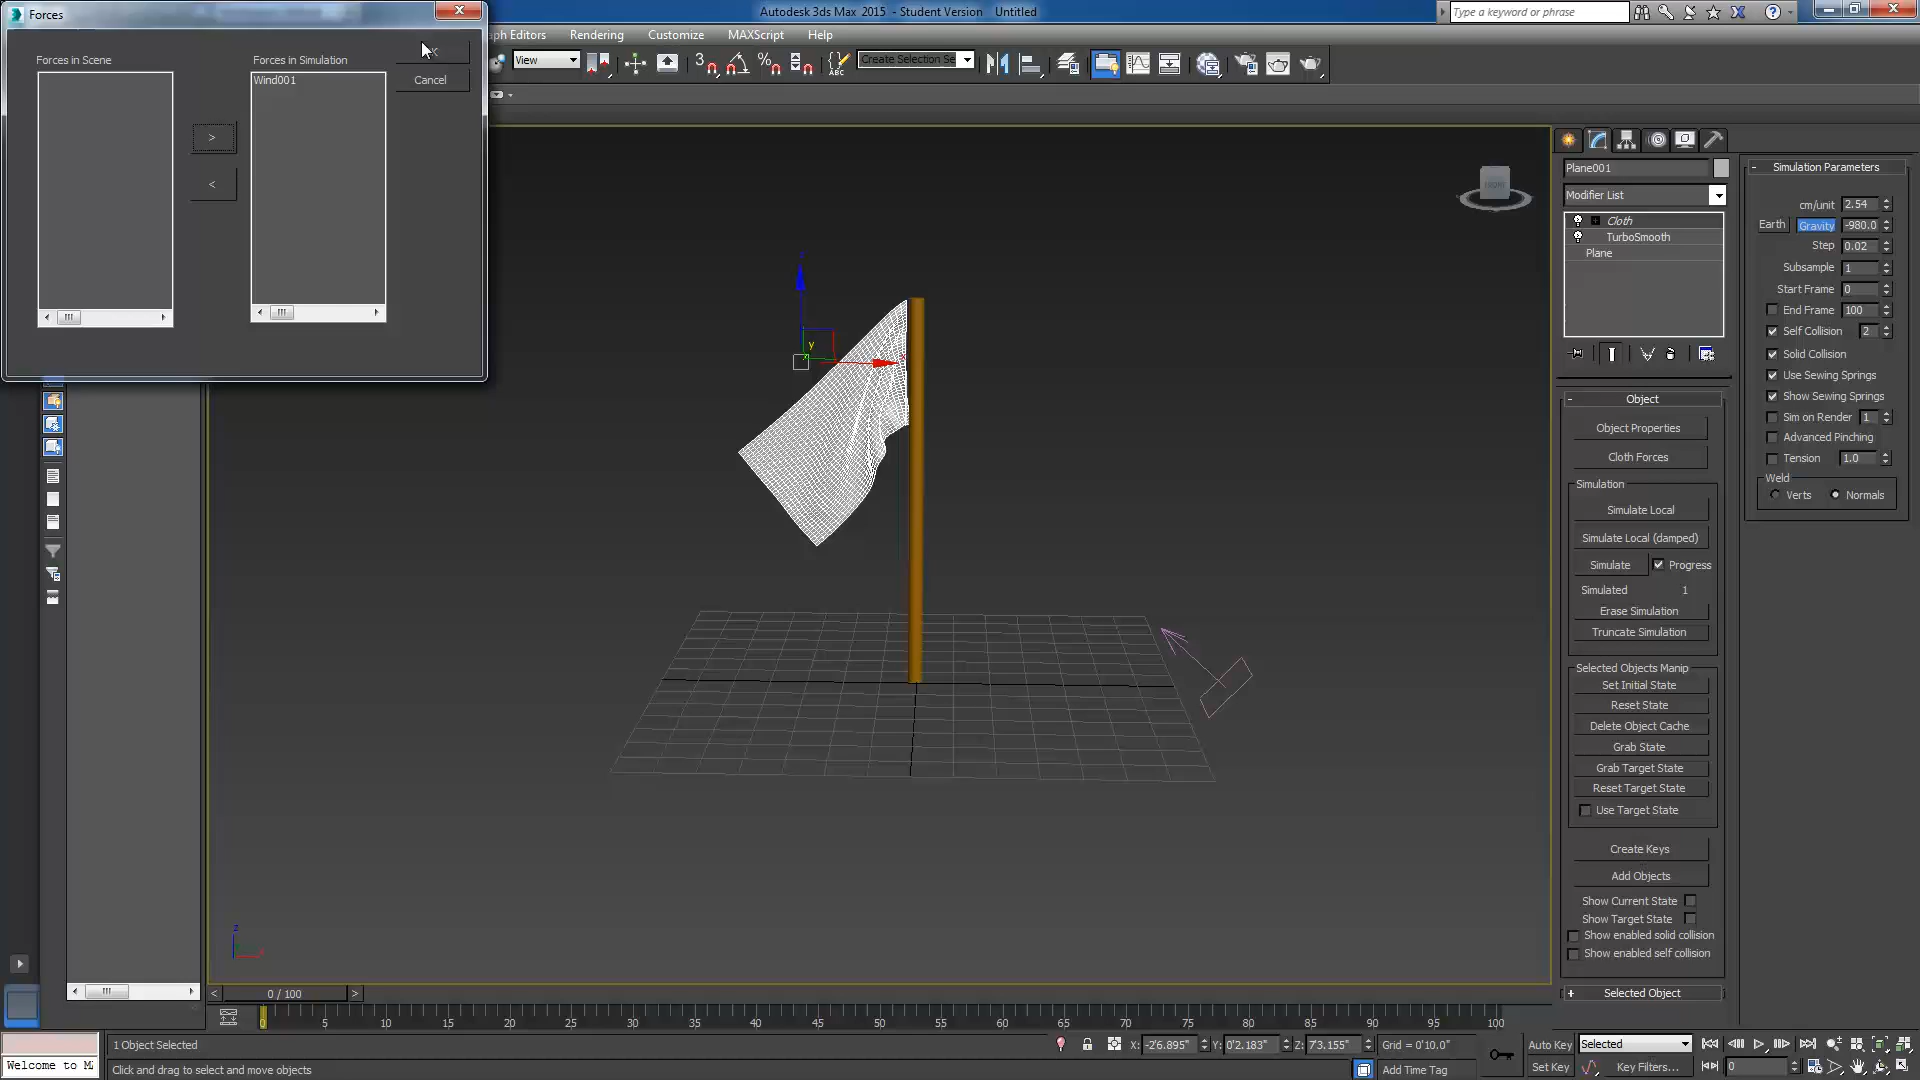 Forces
Autodesk 3ds Max 2015 - Student Version Untitled
Type a keyword or phrase
Forces in Scene
Forces in Simulation
Wind001
>
<
Cancel
ph Editors Rendering Customize MAXScript Help
View
3
ABC
Create Selection Se
Plane001
Modifier List
Cloth
TurboSmooth
Plane
Object
Object Properties
Cloth Forces
Simulation
Simulate Local
Simulate Local (damped)
Simulate Progress
Simulated 1
Erase Simulation
Truncate Simulation
Selected Objects Manip
Set Initial State
Reset State
Delete Object Cache
Grab State
Grab Target State
Reset Target State
Use Target State
Create Keys
Add Objects
Show Current State
Show Target State
Show enabled solid collision
Show enabled self collision
Selected Object
Simulation Parameters
cm/unit 2.54
Earth Gravity -980.0
Step 0.02
Subsample 1
Start Frame 0
End Frame 100
Self Collision 2
Solid Collision
Use Sewing Springs
Show Sewing Springs
Sim on Render 1
Advanced Pinching
Tension 1.0
Weld
Verts Normals
z
y
x
z
x
< 0 / 100 >
5 10 15 20 25 30 35 40 45 50 55 60 65 70 75 80 85 90 95 100
1 Object Selected
X: -2'6.895" Y: 0'2.183" Z: 7'3.155" Grid = 0'10.0"
Auto Key Selected
Welcome to M
Click and drag to select and move objects
Add Time Tag
Set Key Key Filters... 0